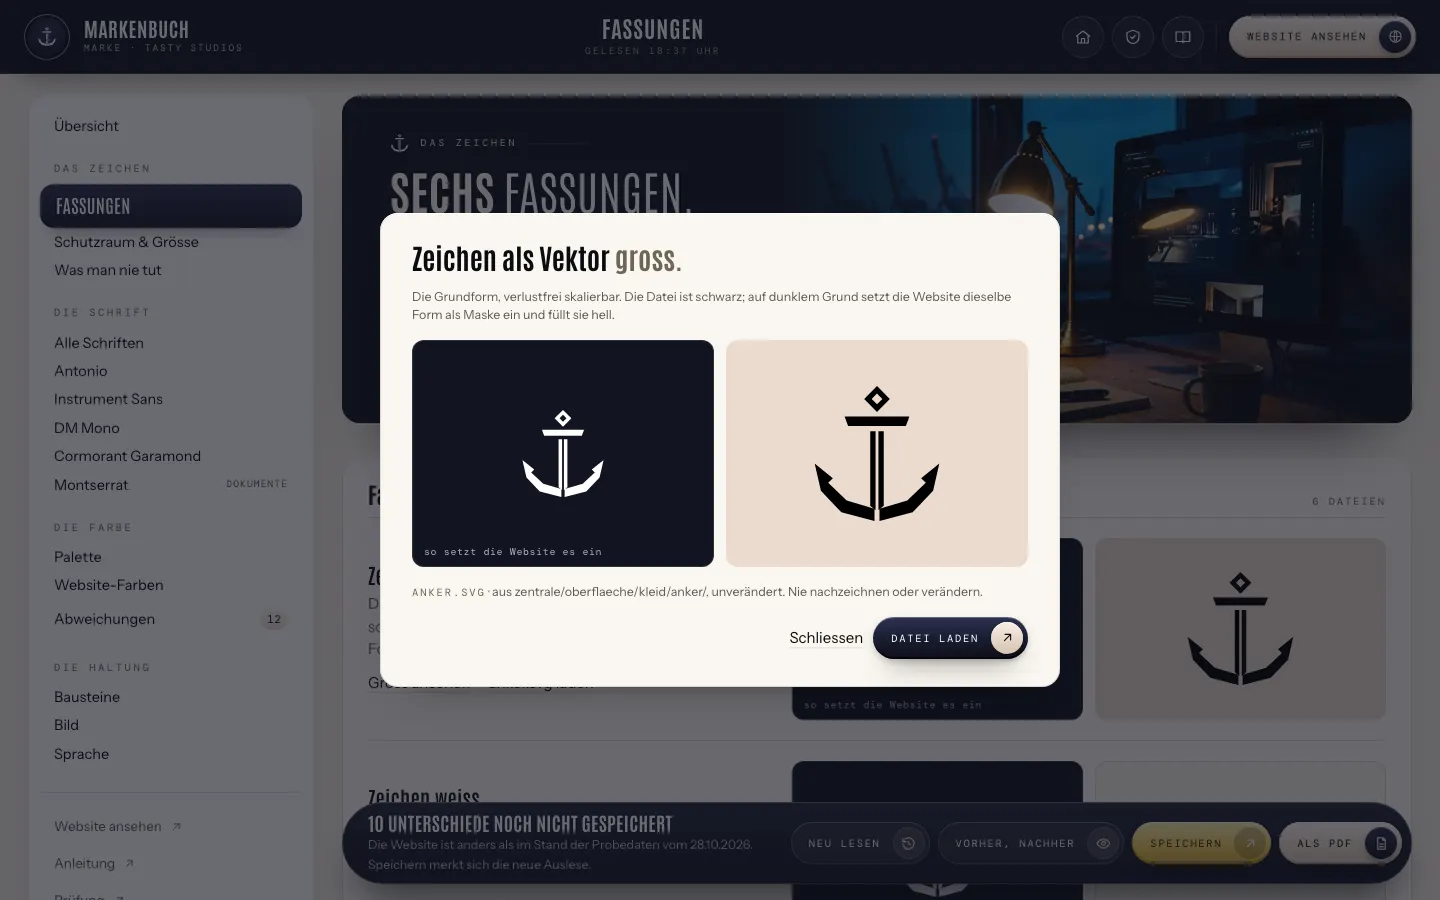 MARKENBUCH
MARKE · TASTY STUDIOS
FASSUNGEN
GELESEN 18:37 UHR
WEBSITE ANSEHEN
Übersicht
DAS ZEICHEN
FASSUNGEN
Schutzraum & Grösse
Was man nie tut
DIE SCHRIFT
Alle Schriften
Antonio
Instrument Sans
DM Mono
Cormorant Garamond
Montserrat
DOKUMENTE
DIE FARBE
Palette
Website-Farben
Abweichungen
12
DIE HALTUNG
Bausteine
Bild
Sprache
Website ansehen
Anleitung
Prüfung
DAS ZEICHEN
SECHS FASSUNGEN.
Zeichen als Vektor gross.
Die Grundform, verlustfrei skalierbar. Die Datei ist schwarz; auf dunklem Grund setzt die Website dieselbe
Form als Maske ein und füllt sie hell.
so setzt die Website es ein
ANKER.SVG · aus zentrale/oberflaeche/kleid/anker/, unverändert. Nie nachzeichnen oder verändern.
Schliessen
DATEI LADEN
6 DATEIEN
so setzt die Website es ein
Zeichen weiss
10 UNTERSCHIEDE NOCH NICHT GESPEICHERT
Die Website ist anders als im Stand der Probedaten vom 28.10.2026.
Speichern merkt sich die neue Auslese.
NEU LESEN
VORHER, NACHHER
SPEICHERN
ALS PDF